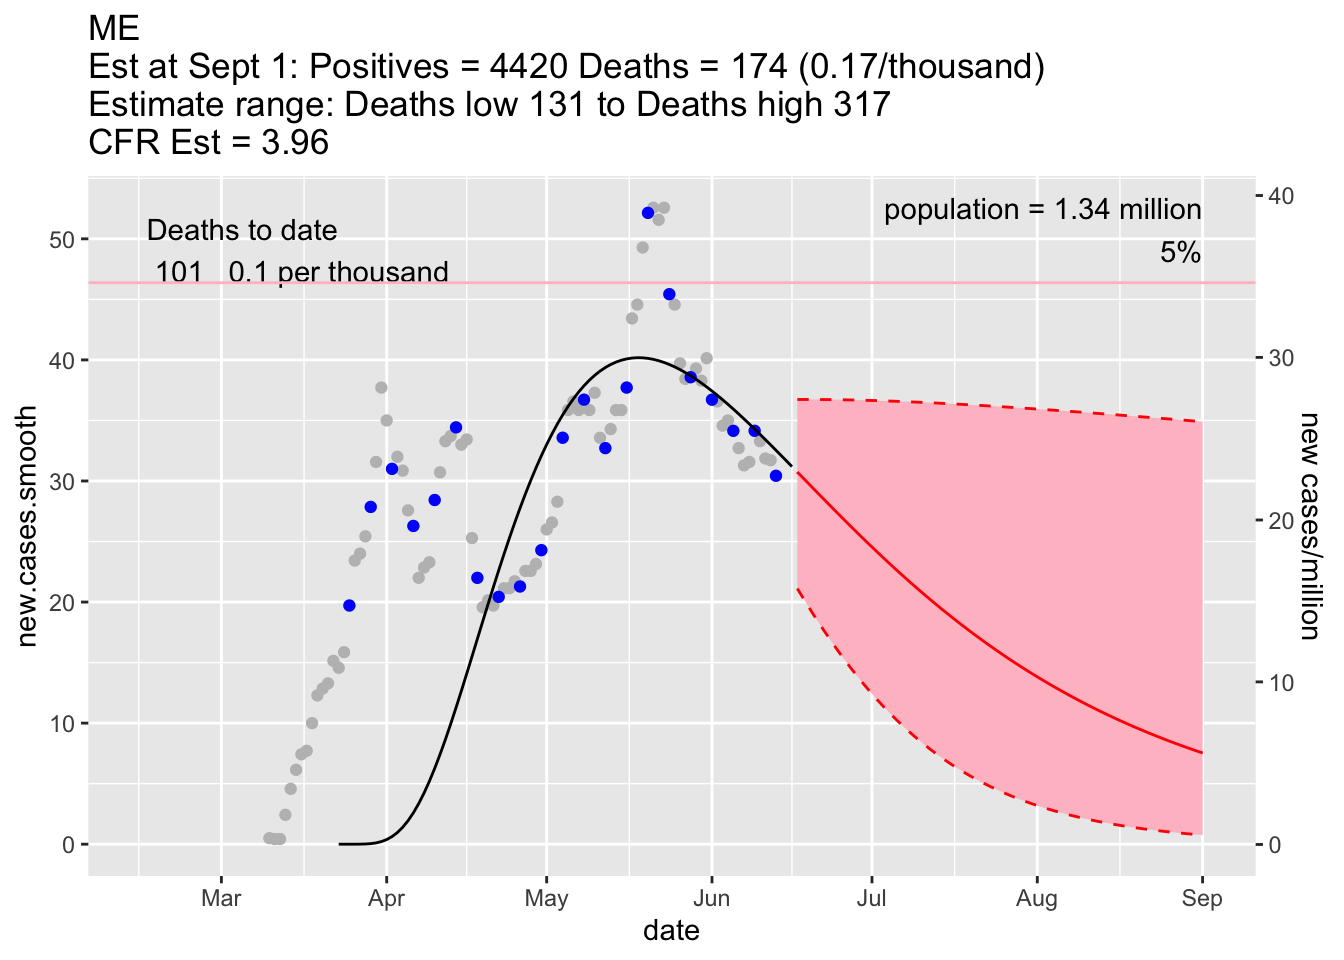 ME
Est at Sept 1: Positives = 4420 Deaths = 174 (0.17/thousand)
Estimate range: Deaths low 131 to Deaths high 317
CFR Est = 3.96
Deaths to date
101 0.1 per thousand
population = 1.34 million
5%
new.cases.smooth
50
40
30
20
10
0
40
30
20
10
0
new cases/million
Mar Apr May Jun Jul Aug Sep
date